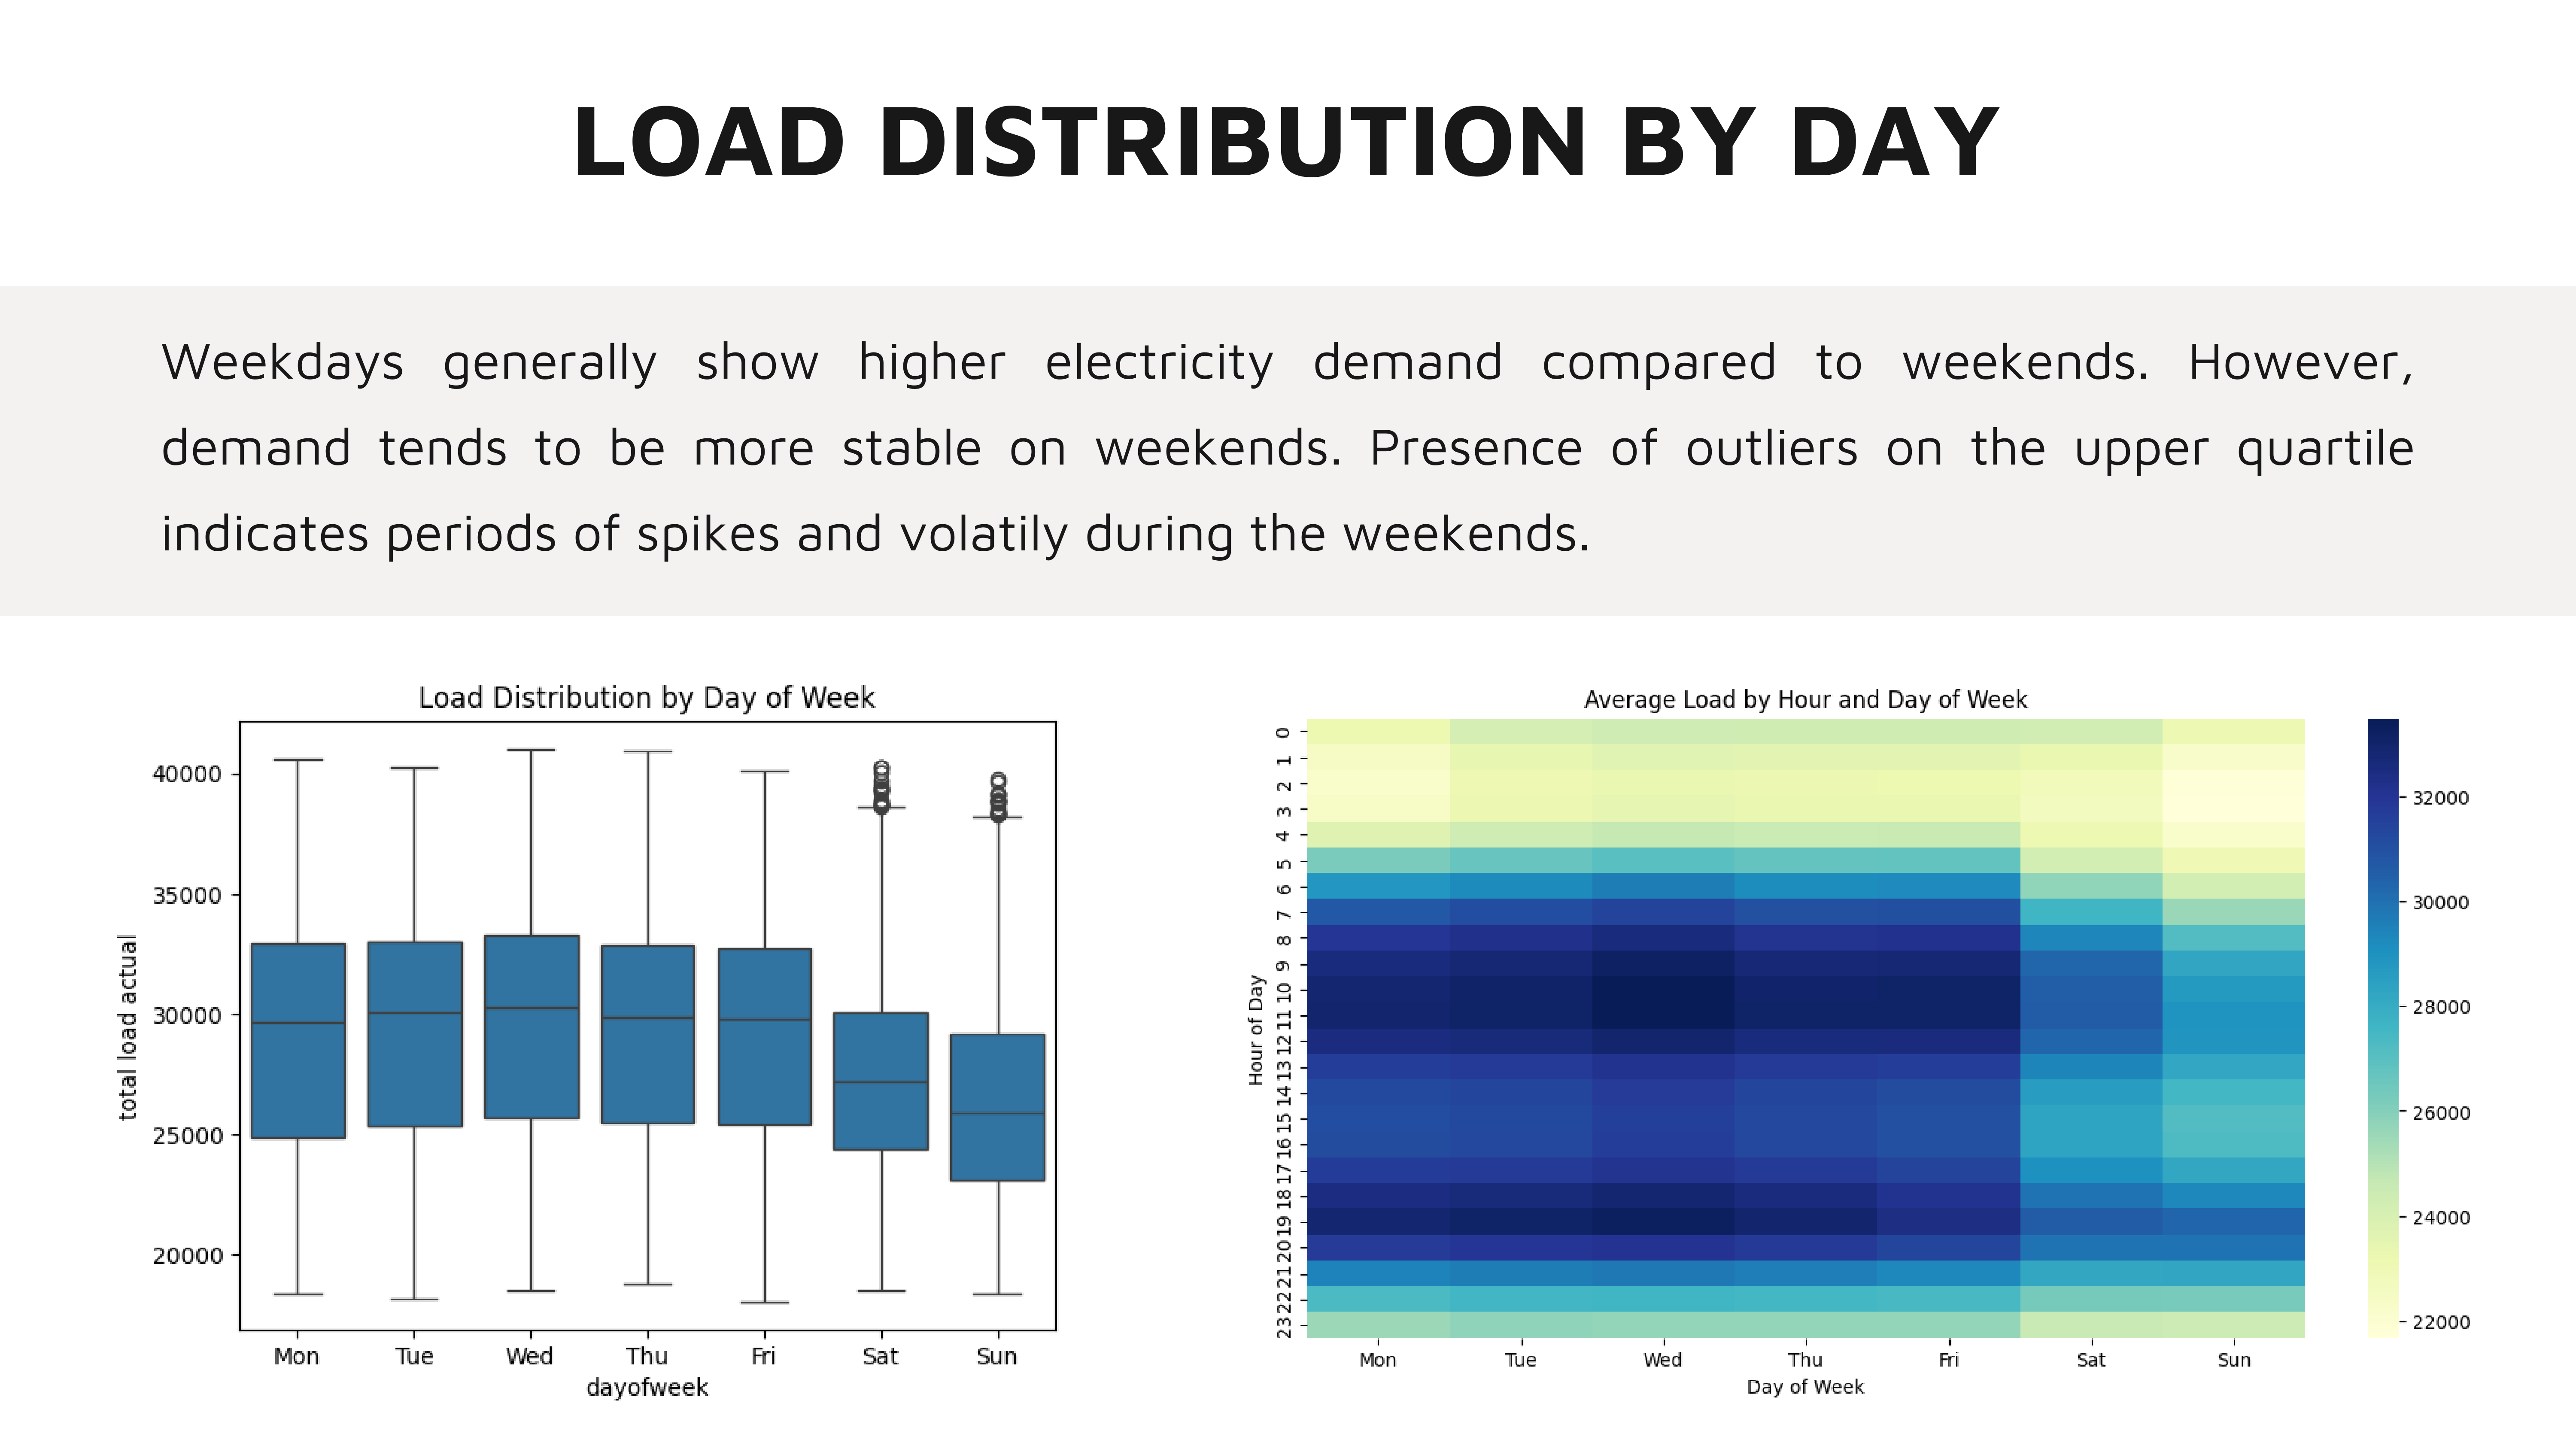 LOAD DISTRIBUTION BY DAY
Weekdays generally show higher electricity demand compared to weekends. However,
demand tends to be more stable on weekends. Presence of outliers on the upper quartile
indicates periods of spikes and volatily during the weekends.
Load Distribution by Day of Week
total load actual
40000
35000
30000
25000
20000
Mon Tue Wed Thu Fri Sat Sun
dayofweek
Average Load by Hour and Day of Week
Hour of Day
0
1
2
3
4
5
6
7
8
9
10
11
12
13
14
15
16
17
18
19
20
21
22
23
Mon Tue Wed Thu Fri Sat Sun
Day of Week
32000
30000
28000
26000
24000
22000